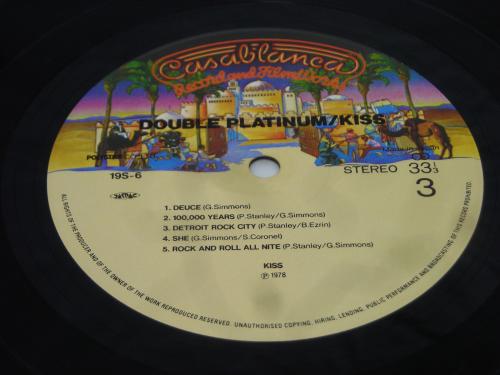 Casablanca
Record and FilmWorks
DOUBLE PLATINUM/KISS
POLYSTAR
19S-6
STEREO 33⅓
3
1. DEUCE (G.Simmons)
2. 100,000 YEARS (P.Stanley/G.Simmons)
3. DETROIT ROCK CITY (P.Stanley/B.Ezrin)
4. SHE (G.Simmons/S.Coronel)
5. ROCK AND ROLL ALL NITE (P.Stanley/G.Simmons)
KISS
Ⓟ 1978
ALL RIGHTS OF THE PRODUCER AND OF THE OWNER OF THE WORK REPRODUCED RESERVED. UNAUTHORISED COPYING, HIRING, LENDING, PUBLIC PERFORMANCE AND BROADCASTING OF THIS RECORD PROHIBITED.